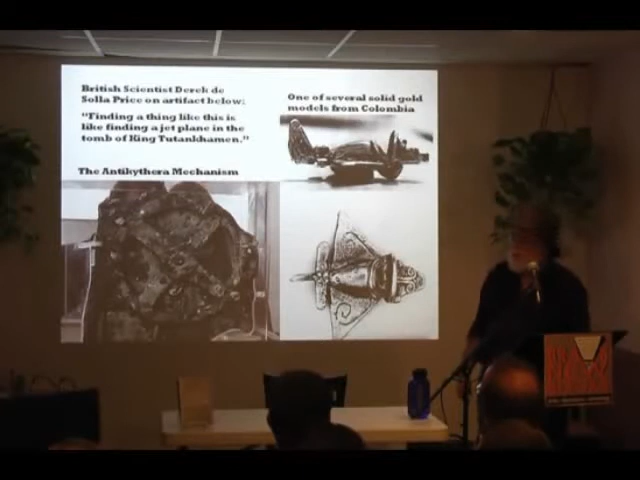 British Scientist Derek de
Solla Price on artifact below:
"Finding a thing like this is
like finding a jet plane in the
tomb of King Tutankhamen."
The Antikythera Mechanism
One of several solid gold
models from Colombia